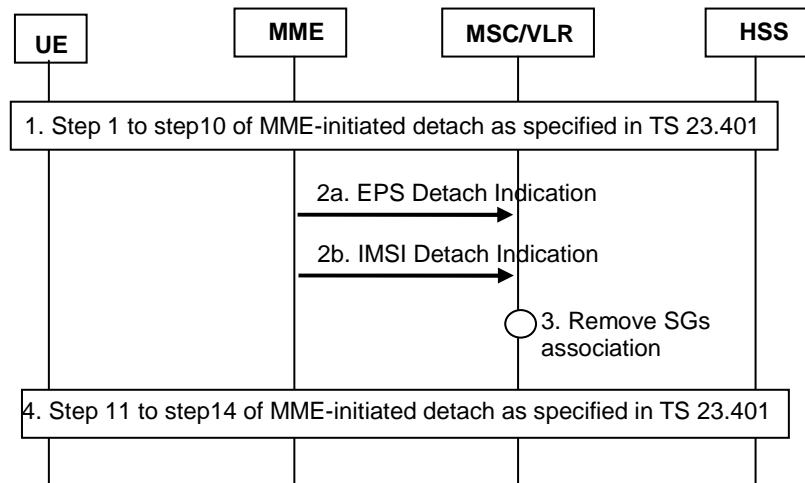 UE
MME
MSC/VLR
HSS
1. Step 1 to step10 of MME-initiated detach as specified in TS 23.401
2a. EPS Detach Indication
2b. IMSI Detach Indication
3. Remove SGs
association
4. Step 11 to step14 of MME-initiated detach as specified in TS 23.401